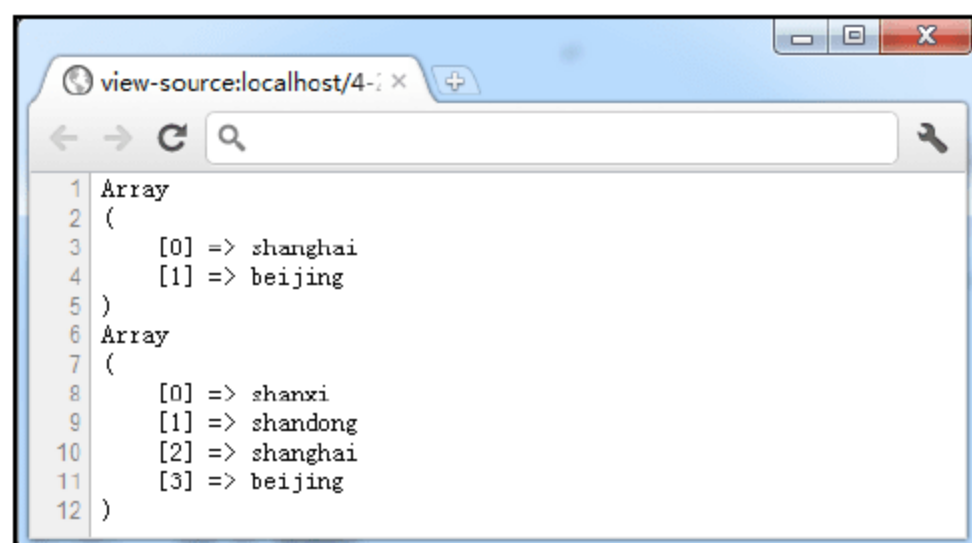 view-source:localhost/4-
1 Array
2 (
3     [0] => shanghai
4     [1] => beijing
5 )
6 Array
7 (
8     [0] => shanxi
9     [1] => shandong
10     [2] => shanghai
11     [3] => beijing
12 )